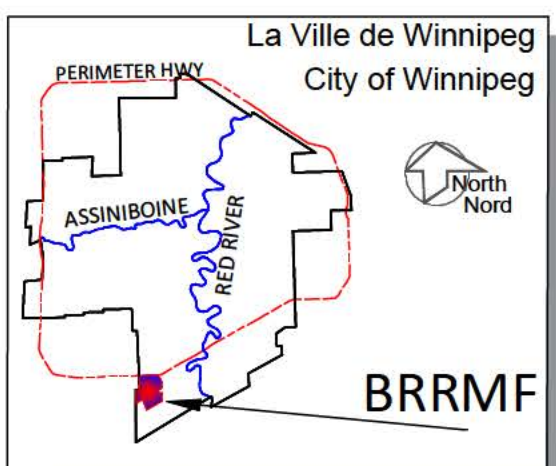 La Ville de Winnipeg
City of Winnipeg
PERIMETER HWY
North
Nord
ASSINIBOINE
RED RIVER
BRRMF